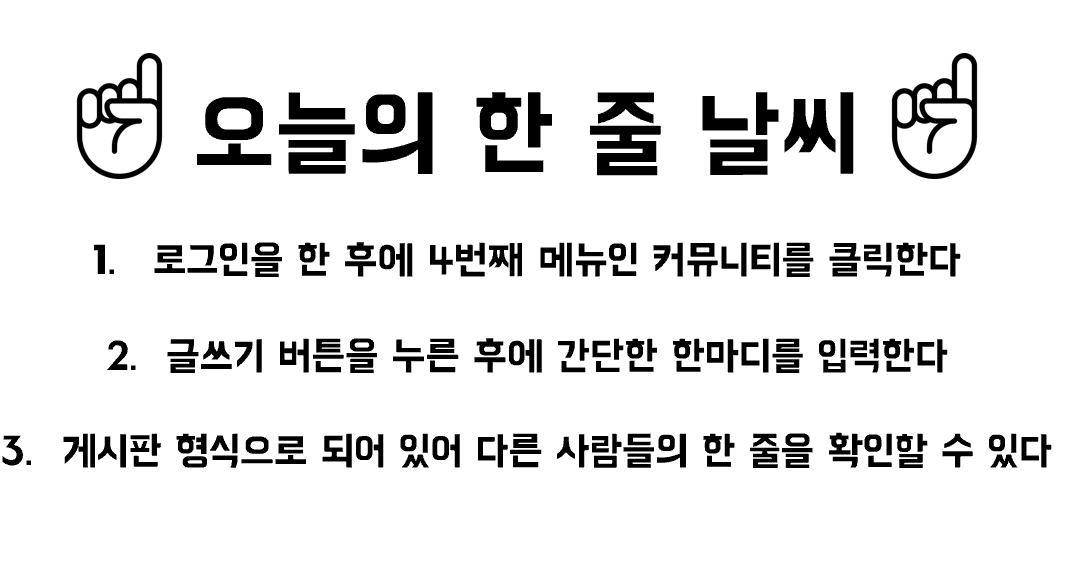 오늘의 한 줄 날씨
1. 로그인을 한 후에 4번째 메뉴인 커뮤니티를 클릭한다
2. 글쓰기 버튼을 누른 후에 간단한 한마디를 입력한다
3. 게시판 형식으로 되어 있어 다른 사람들의 한 줄을 확인할 수 있다